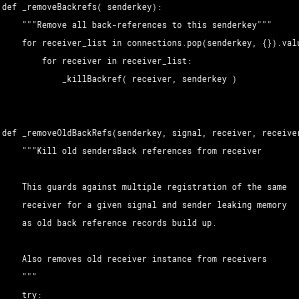 def _removeBackrefs( senderkey):
"""Remove all back-references to this senderkey"""
for receiver_list in connections.pop(senderkey, {}).valu
for receiver in receiver_list:
_killBackref( receiver, senderkey )
def _removeOldBackRefs(senderkey, signal, receiver, receiver
"""Kill old sendersBack references from receiver
This guards against multiple registration of the same
receiver for a given signal and sender leaking memory
as old back reference records build up.
Also removes old receiver instance from receivers
"""
try: